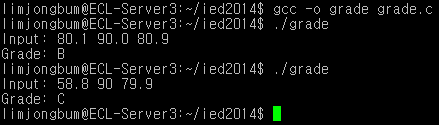 limjongbum@ECL-Server3:~/ied2014$ gcc -o grade grade.c
limjongbum@ECL-Server3:~/ied2014$ ./grade
Input: 80.1 90.0 80.9
Grade: B
limjongbum@ECL-Server3:~/ied2014$ ./grade
Input: 58.8 90 79.9
Grade: C
limjongbum@ECL-Server3:~/ied2014$